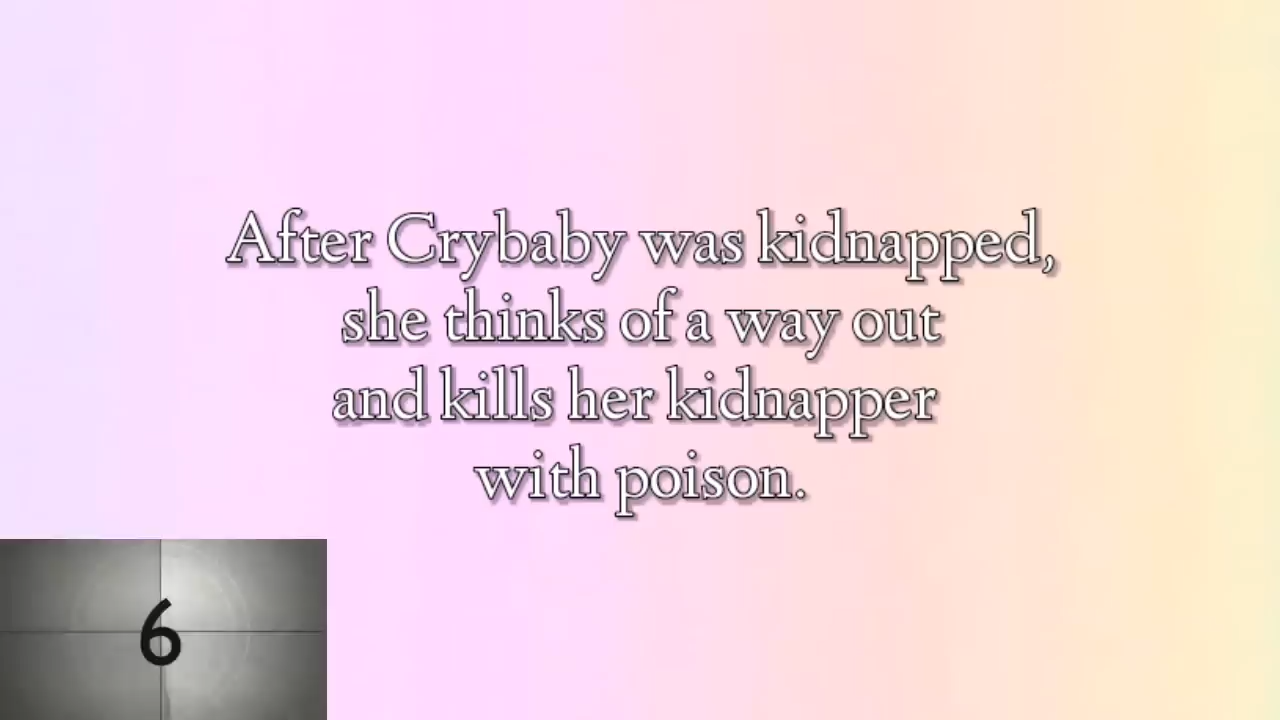 After Crybaby was kidnapped,
she thinks of a way out
and kills her kidnapper
with poison.
6